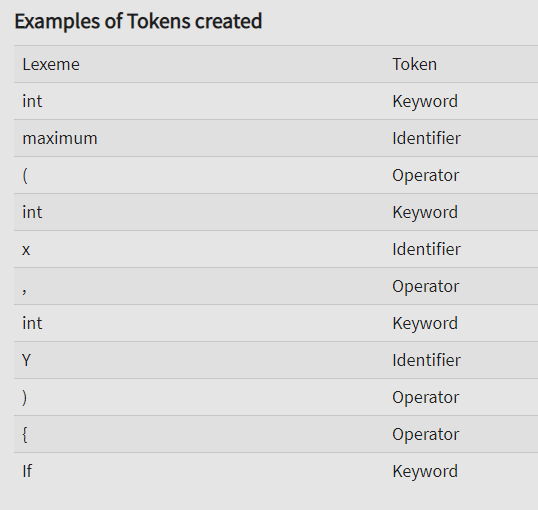 Examples of Tokens created
Lexeme Token
int Keyword
maximum Identifier
( Operator
int Keyword
x Identifier
, Operator
int Keyword
Y Identifier
) Operator
{ Operator
If Keyword